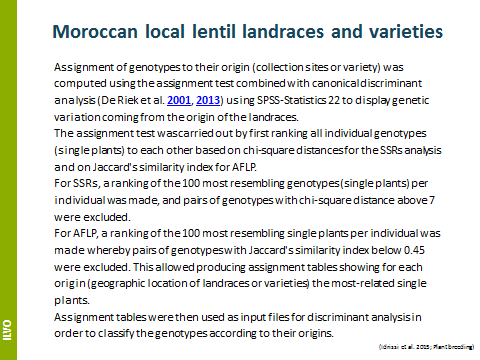 Moroccan local lentil landraces and varieties
Assignment of genotypes to their origin (collection sites or variety) was
computed using the assignment test combined with canonical discriminant
analysis (De Riek et al. 2001, 2013) using SPSS-Statistics 22 to display genetic
variation coming from the origin of the landraces.
The assignment test wascarried out by first ranking all individual genotypes
(single plants) to each other based on chi-square distances for the SSRs analysis
and on Jaccard's similarity index for AFLP.
For SSRs, a ranking of the 100 most resembling genotypes (single plants) per
individual was made, and pairs of genotypes with chi-square distance above 7
were excluded.
For AFLP, a ranking of the 100 most resembling single plants per individual was
made whereby pairs of genotypes with Jaccard's similarity index below 0.45
were excluded. This allowed producing assignment tables showing for each
origin (geographic location of landraces or varieties) the most-related single
plants.
Assignment tables were then used as input files for discriminant analysis in
order to classify the genotypes according to their origins.
(Idrissi et al. 2015; Plant breeding)
ILVO